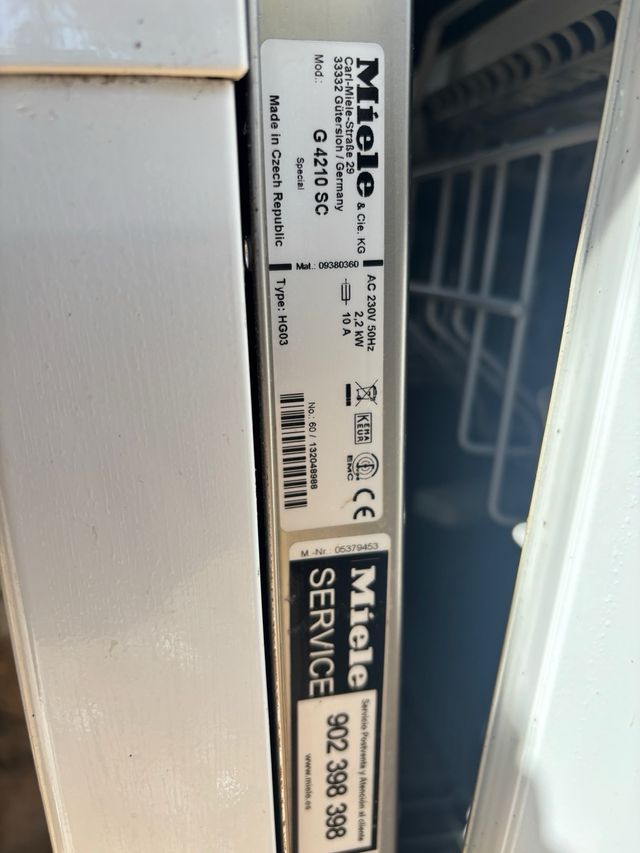 Miele & Cie. KG
Carl-Miele-Straße 29
33332 Gütersloh / Germany
Mod.: G 4210 SC
Special
Made in Czech Republic
Mat.: 09380360
AC 230V 50Hz
2,2 kW
10 A
Type: HG03
KEMA
KEUR
EMC
CE
No.: 60 / 132048988
M.-Nr.: 05379453
Miele
SERVICE
Servicio Postventa y Atención al cliente
902 398 398
www.miele.es